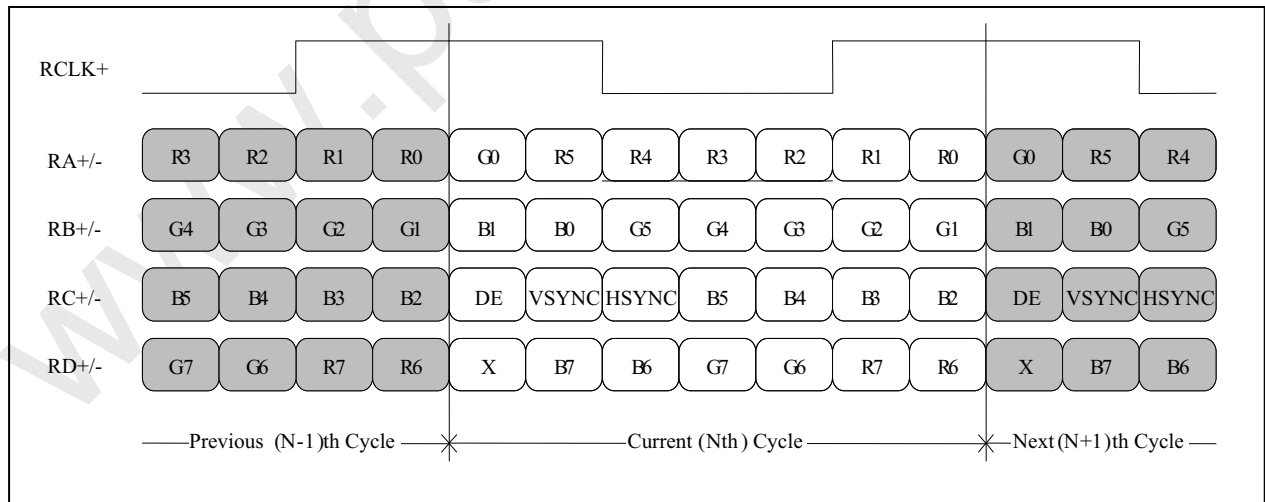 www.p
RCLK+
RA+/- R3 R2 R1 R0 G0 R5 R4 R3 R2 R1 R0 G0 R5 R4
RB+/- G4 G3 G2 G1 B1 B0 G5 G4 G3 G2 G1 B1 B0 G5
RC+/- B5 B4 B3 B2 DE VSYNC HSYNC B5 B4 B3 B2 DE VSYNC HSYNC
RD+/- G7 G6 R7 R6 X B7 B6 G7 G6 R7 R6 X B7 B6
Previous (N-1)th Cycle Current (Nth) Cycle Next (N+1)th Cycle